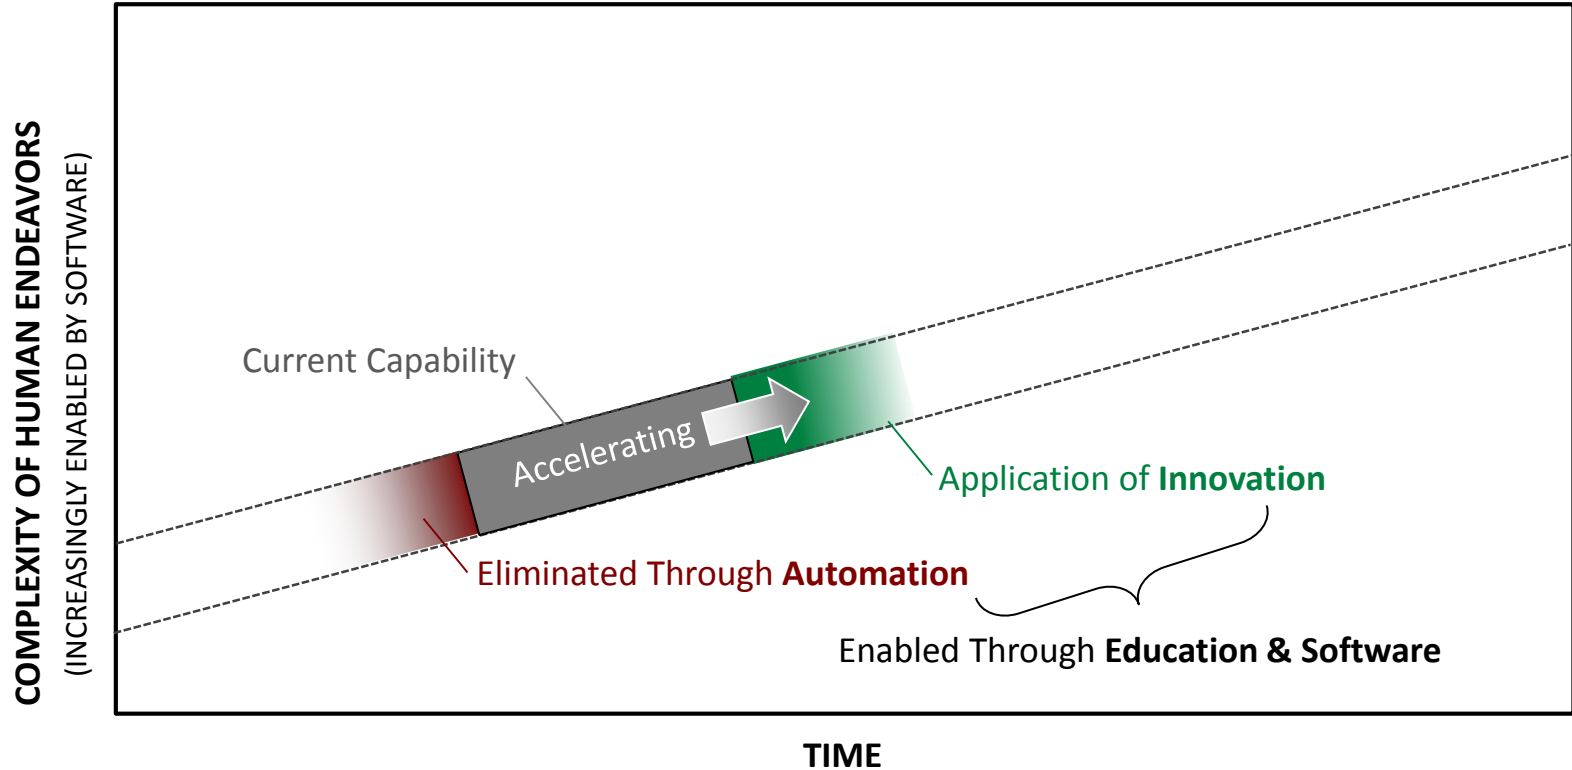 COMPLEXITY OF HUMAN ENDEAVORS
(INCREASINGLY ENABLED BY SOFTWARE)
Current Capability
Accelerating
Application of Innovation
Eliminated Through Automation
Enabled Through Education & Software
TIME